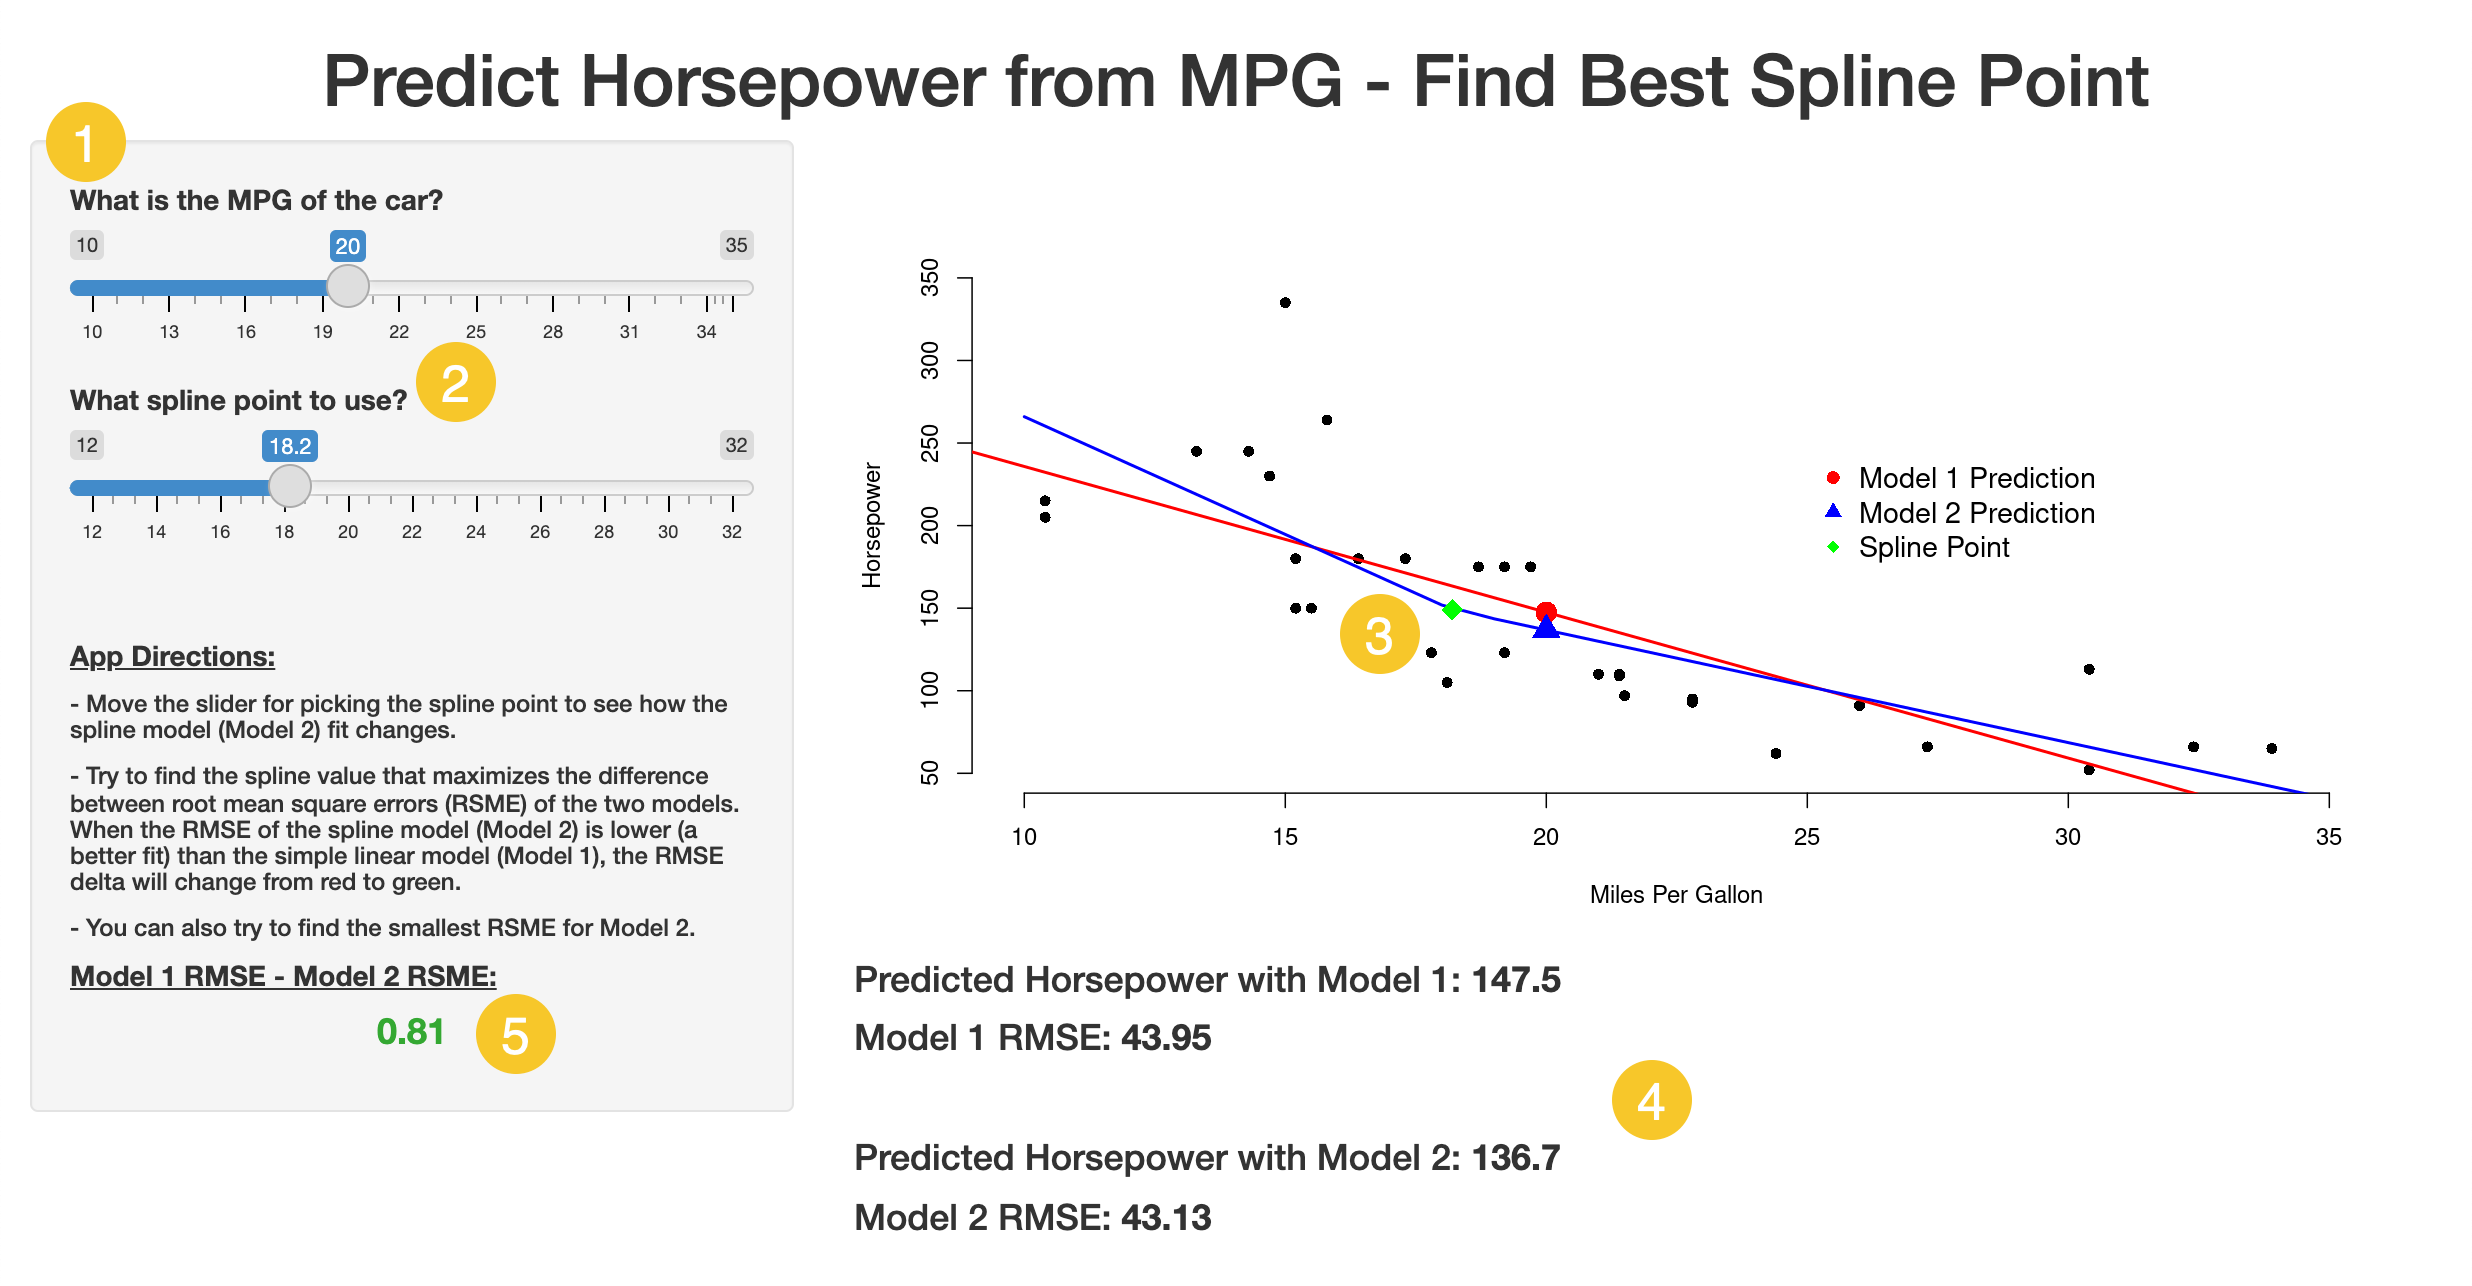 Predict Horsepower from MPG - Find Best Spline Point
1
What is the MPG of the car?
10 20 35
10 13 16 19 22 25 28 31 34
2
What spline point to use?
12 18.2 32
12 14 16 18 20 22 24 26 28 30 32
App Directions:
- Move the slider for picking the spline point to see how the
spline model (Model 2) fit changes.
- Try to find the spline value that maximizes the difference
between root mean square errors (RSME) of the two models.
When the RMSE of the spline model (Model 2) is lower (a
better fit) than the simple linear model (Model 1), the RMSE
delta will change from red to green.
- You can also try to find the smallest RSME for Model 2.
Model 1 RMSE - Model 2 RSME:
0.81
5
Horsepower
350
300
250
200
150
100
50
Model 1 Prediction
Model 2 Prediction
Spline Point
3
10 15 20 25 30 35
Miles Per Gallon
Predicted Horsepower with Model 1: 147.5
Model 1 RMSE: 43.95
4
Predicted Horsepower with Model 2: 136.7
Model 2 RMSE: 43.13